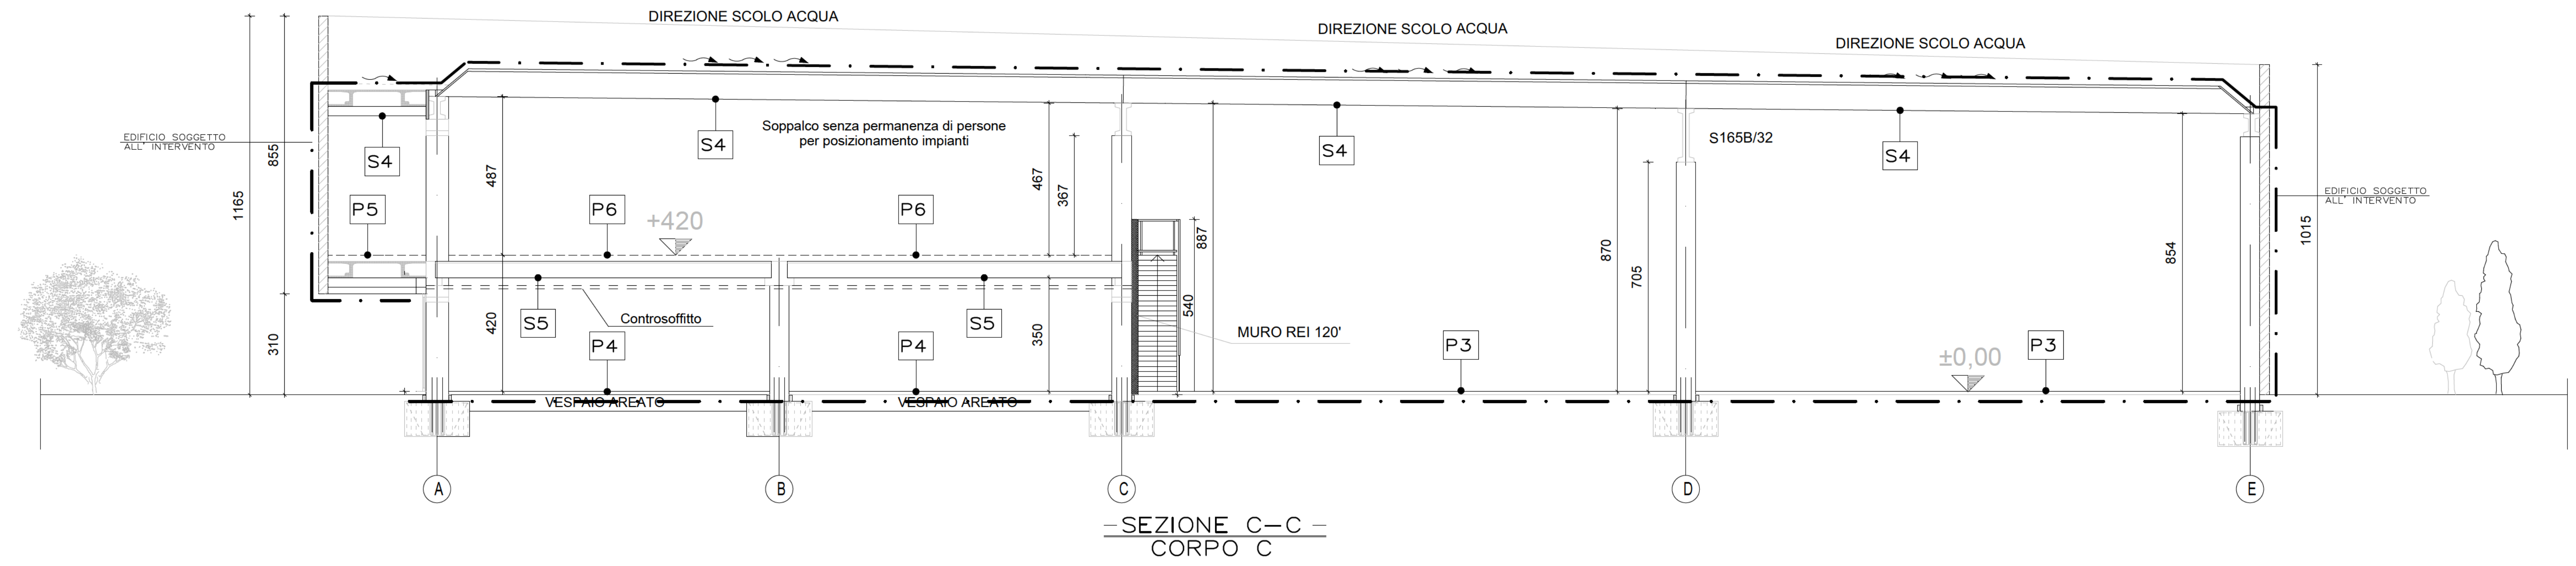 DIREZIONE SCOLO ACQUA
DIREZIONE SCOLO ACQUA
DIREZIONE SCOLO ACQUA
EDIFICIO SOGGETTO
ALL' INTERVENTO
1165
855
310
S4
P5
487
420
S4
Soppalco senza permanenza di persone
per posizionamento impianti
P6
+420
P6
S5
Controsoffitto
S5
P4
P4
VESPAIO AREATO
VESPAIO AREATO
467
367
350
540
887
MURO REI 120'
S4
P3
870
705
S165B/32
S4
±0,00
P3
854
1015
EDIFICIO SOGGETTO
ALL' INTERVENTO
A
B
C
D
E
SEZIONE C-C
CORPO C